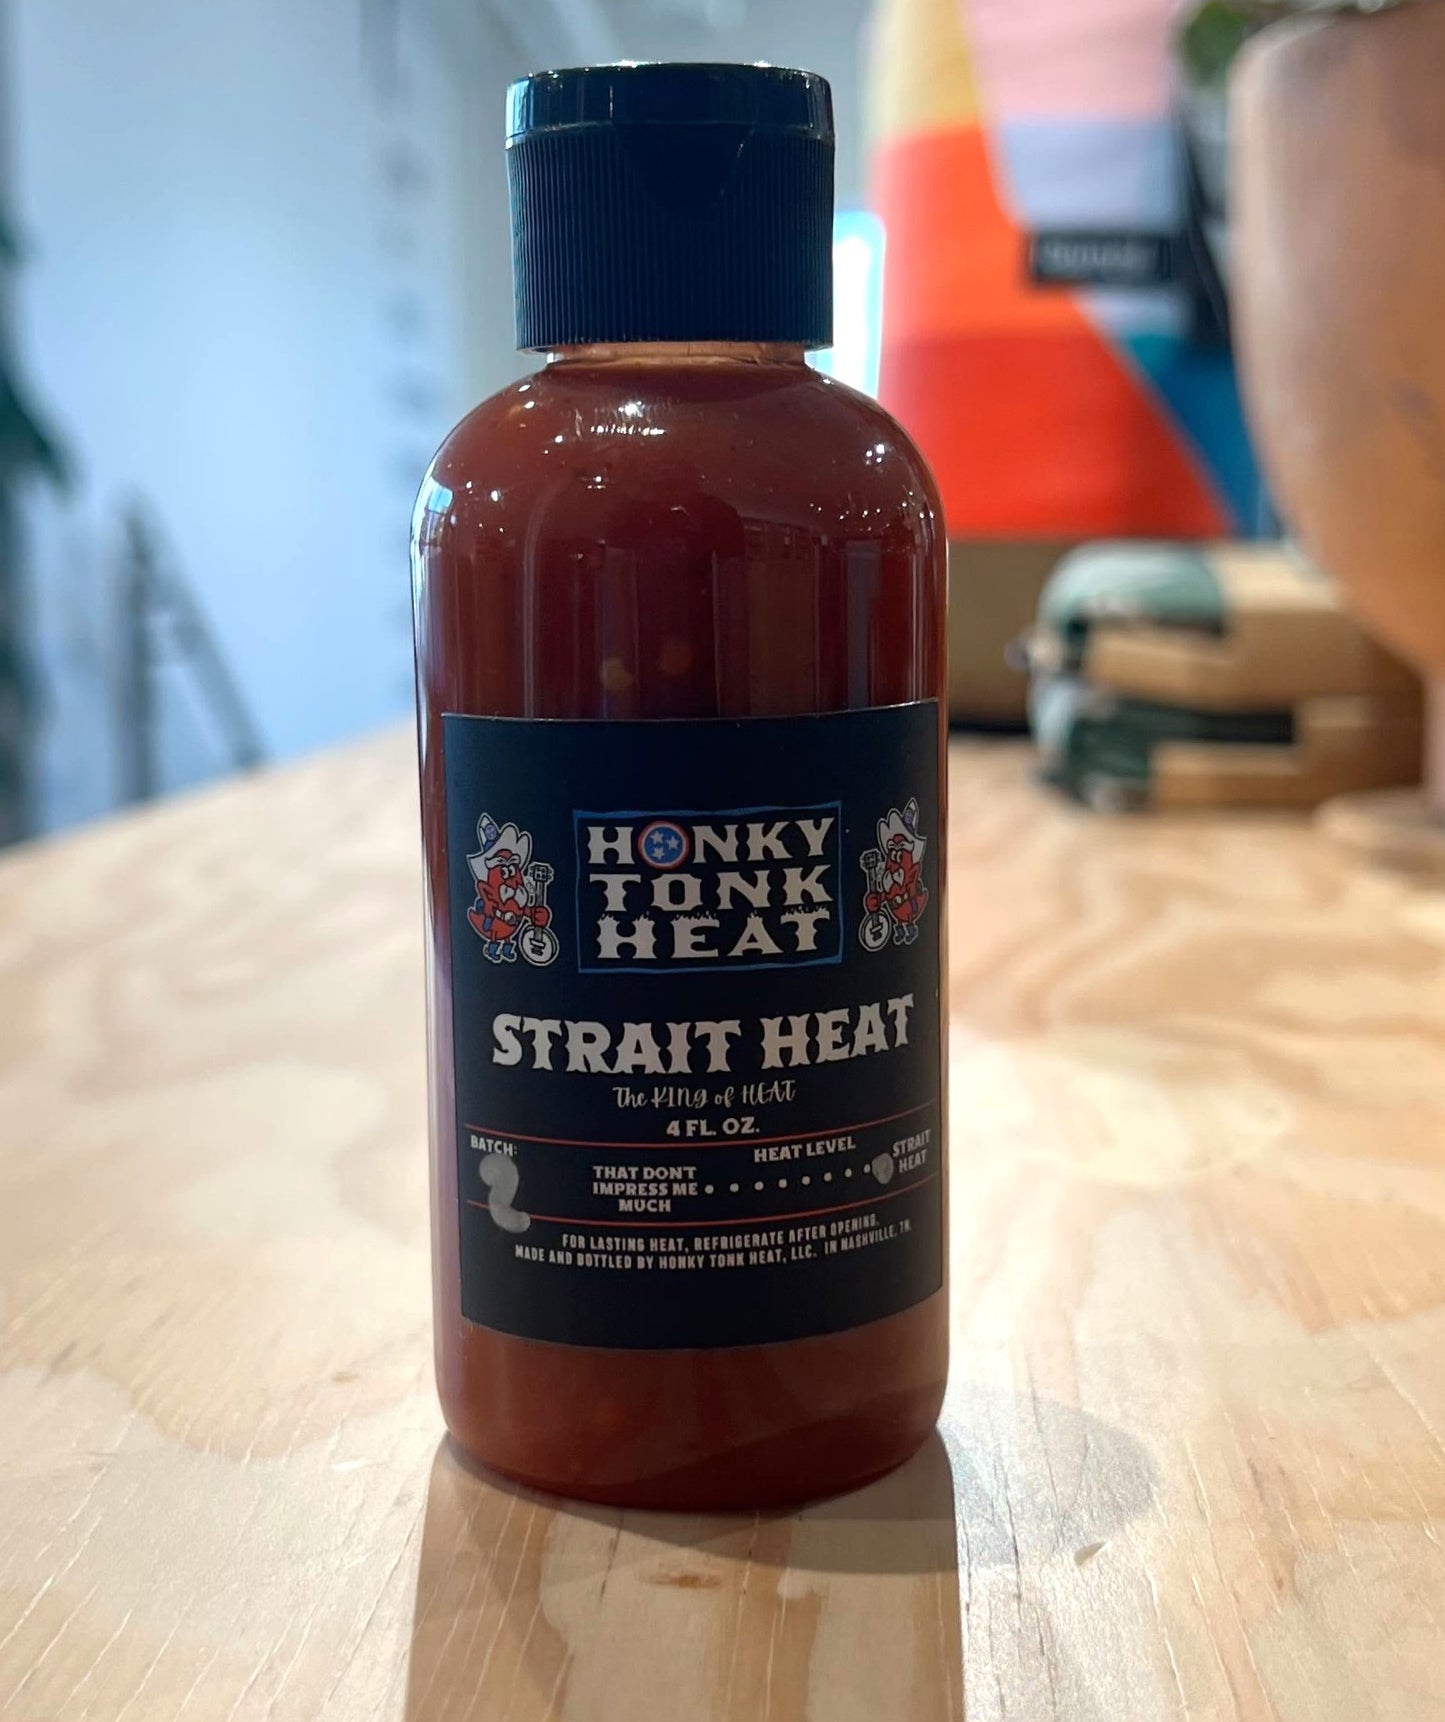 HONKY
TONK
HEAT
STRAIT HEAT
The KING of HEAT
4 FL. OZ.
BATCH:
2
HEAT LEVEL
THAT DON'T
IMPRESS ME
MUCH
STRAIT
HEAT
FOR LASTING HEAT, REFRIGERATE AFTER OPENING.
MADE AND BOTTLED BY HONKY TONK HEAT, LLC. IN NASHVILLE, TN.